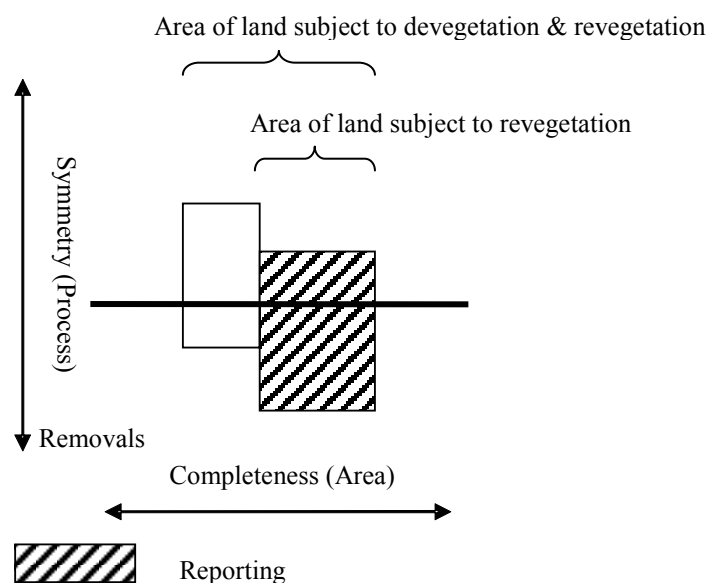 Area of land subject to devegetation & revegetation
Area of land subject to revegetation
Symmetry (Process)
Removals
Completeness (Area)
Reporting